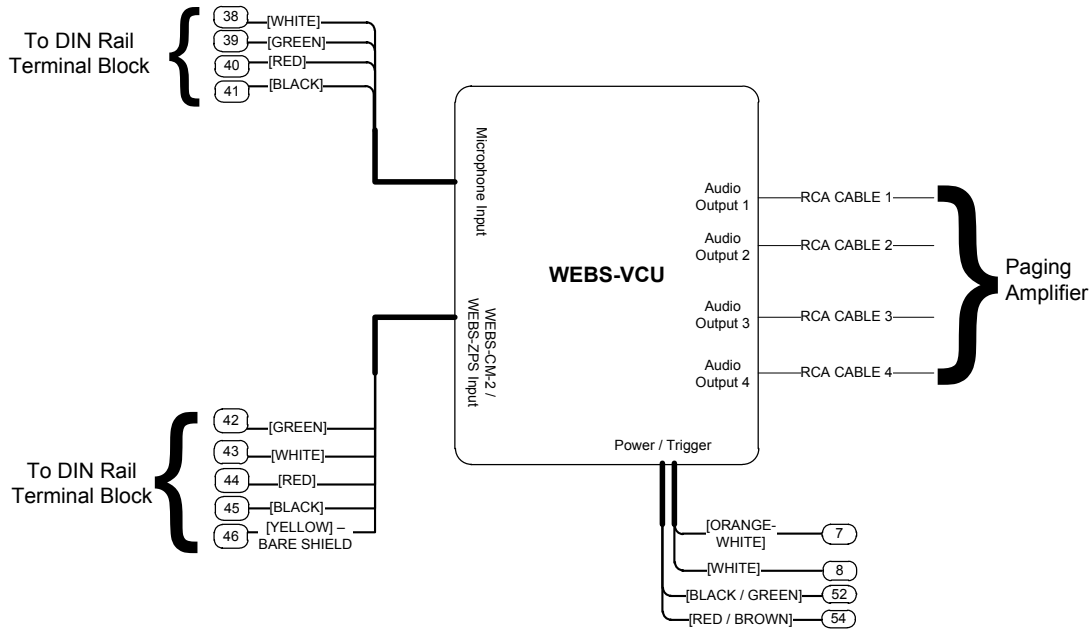 To DIN Rail
Terminal Block
38
[WHITE]
39
[GREEN]
40
[RED]
41
[BLACK]
Microphone Input
WEBS-CM-2 /
WEBS-ZPS Input
WEBS-VCU
Audio
Output 1
RCA CABLE 1
Audio
Output 2
RCA CABLE 2
Audio
Output 3
RCA CABLE 3
Audio
Output 4
RCA CABLE 4
Paging
Amplifier
Power / Trigger
To DIN Rail
Terminal Block
42
[GREEN]
43
[WHITE]
44
[RED]
45
[BLACK]
46
[YELLOW] –
BARE SHIELD
[ORANGE-
WHITE]
7
[WHITE]
8
[BLACK / GREEN]
52
[RED / BROWN]
54